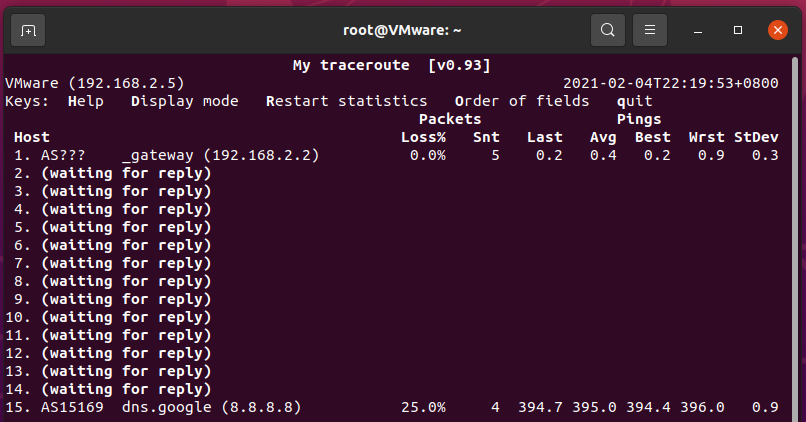 root@VMware: ~
My traceroute [v0.93]
VMware (192.168.2.5) 2021-02-04T22:19:53+0800
Keys: Help Display mode Restart statistics Order of fields quit
Packets Pings
Host Loss% Snt Last Avg Best Wrst StDev
1. AS??? _gateway (192.168.2.2) 0.0% 5 0.2 0.4 0.2 0.9 0.3
2. (waiting for reply)
3. (waiting for reply)
4. (waiting for reply)
5. (waiting for reply)
6. (waiting for reply)
7. (waiting for reply)
8. (waiting for reply)
9. (waiting for reply)
10. (waiting for reply)
11. (waiting for reply)
12. (waiting for reply)
13. (waiting for reply)
14. (waiting for reply)
15. AS15169 dns.google (8.8.8.8) 25.0% 4 394.7 395.0 394.4 396.0 0.9